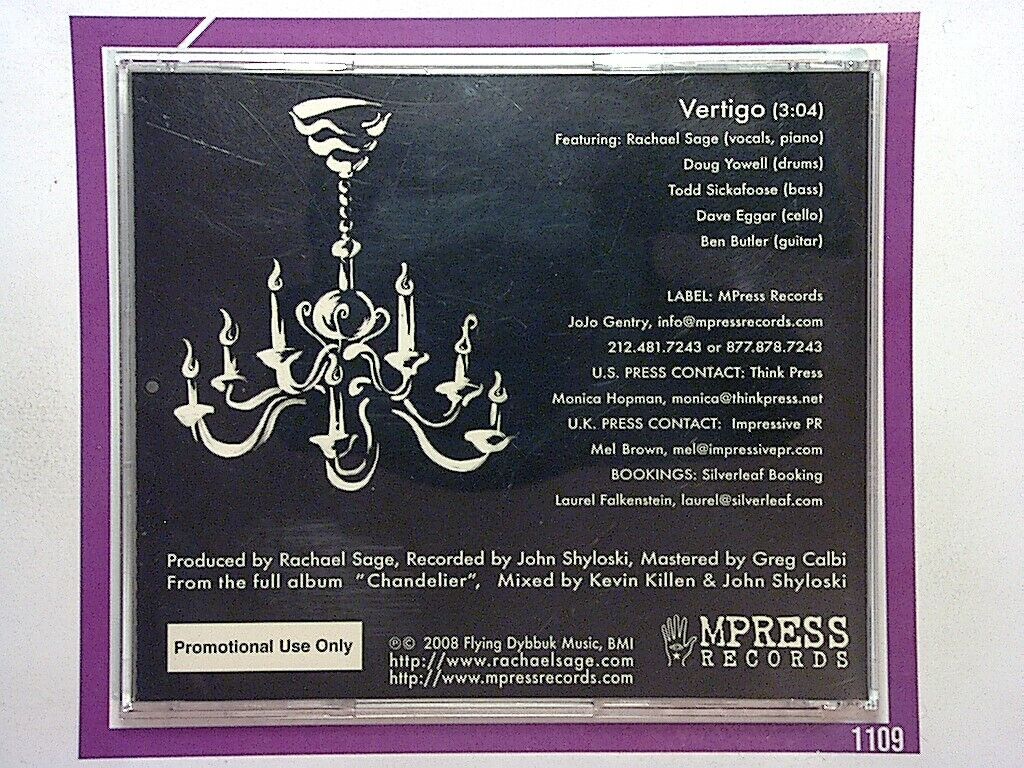 Vertigo (3:04)
Featuring: Rachael Sage (vocals, piano)
Doug Yowell (drums)
Todd Sickafoose (bass)
Dave Eggar (cello)
Ben Butler (guitar)
LABEL: MPress Records
JoJo Gentry, info@mpressrecords.com
212.481.7243 or 877.878.7243
U.S. PRESS CONTACT: Think Press
Monica Hopman, monica@thinkpress.net
U.K. PRESS CONTACT: Impressive PR
Mel Brown, mel@impressivepr.com
BOOKINGS: Silverleaf Booking
Laurel Falkenstein, laurel@silverleaf.com
Produced by Rachael Sage, Recorded by John Shyloski, Mastered by Greg Calbi
From the full album "Chandelier", Mixed by Kevin Killen & John Shyloski
Promotional Use Only
℗© 2008 Flying Dybbuk Music, BMI
http://www.rachaelsage.com
http://www.mpressrecords.com
MPRESS
RECORDS
1109